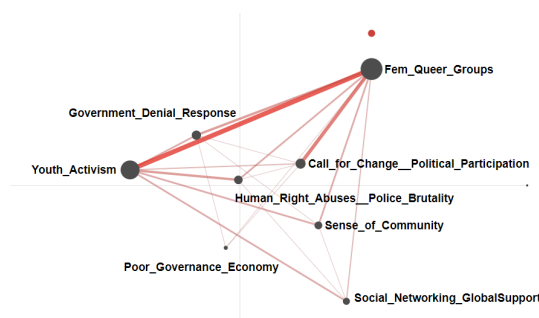 Fem_Queer_Groups
Government_Denial_Response
Call_for_Change__Political_Participation
Youth_Activism
Human_Right_Abuses__Police_Brutality
Sense_of_Community
Poor_Governance_Economy
Social_Networking_GlobalSupport